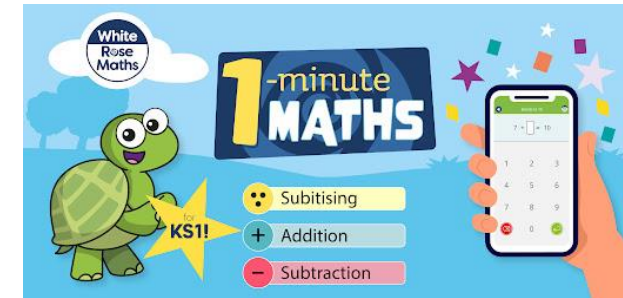 White
Rose
Maths
1-minute
MATHS
for
KS1!
Subitising
+ Addition
- Subtraction
7 + = 10
1 2 3
4 5 6
7 8 9
0